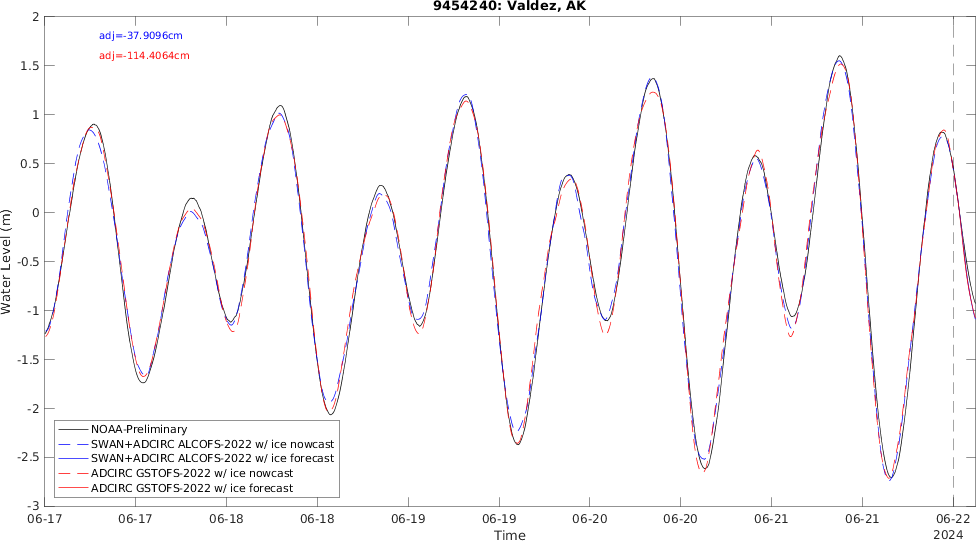 9454240: Valdez, AK
adj=-37.9096cm
adj=-114.4064cm
2
1.5
1
0.5
0
-0.5
-1
-1.5
-2
-2.5
-3
Water Level (m)
NOAA-Preliminary
SWAN+ADCIRC ALCOFS-2022 w/ ice nowcast
SWAN+ADCIRC ALCOFS-2022 w/ ice forecast
ADCIRC GSTOFS-2022 w/ ice nowcast
ADCIRC GSTOFS-2022 w/ ice forecast
06-17 06-17 06-18 06-18 06-19 06-19 06-20 06-20 06-21 06-21 06-22
Time 2024